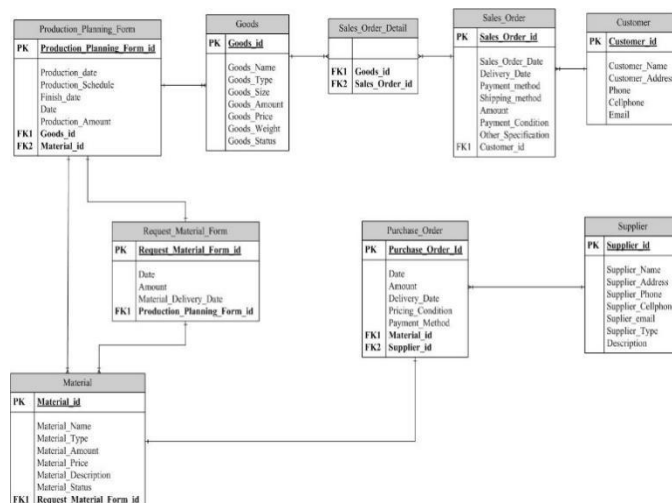 Production_Planning_Form
PK Production_Planning_Form_id
Production_date
Production_Schedule
Finish_date
Date
Production_Amount
FK1 Goods_id
FK2 Material_id
Goods
PK Goods_id
Goods_Name
Goods_Type
Goods_Size
Goods_Amount
Goods_Price
Goods_Weight
Goods_Status
Sales_Order_Detail
FK1 Goods_id
FK2 Sales_Order_id
Sales_Order
PK Sales_Order_id
Sales_Order_Date
Delivery_Date
Payment_method
Shipping_method
Amount
Payment_Condition
Other_Specification
FK1 Customer_id
Customer
PK Customer_id
Customer_Name
Customer_Address
Phone
Cellphone
Email
Request_Material_Form
PK Request_Material_Form_id
Date
Amount
Material_Delivery_Date
FK1 Production_Planning_Form_id
Purchase_Order
PK Purchase_Order_Id
Date
Amount
Delivery_Date
Pricing_Condition
Payment_Method
FK1 Material_id
FK2 Supplier_id
Supplier
PK Supplier_id
Supplier_Name
Supplier_Address
Supplier_Phone
Supplier_Cellphone
Suplier_email
Supplier_Type
Description
Material
PK Material_id
Material_Name
Material_Type
Material_Amount
Material_Price
Material_Description
Material_Status
FK1 Request_Material_Form_id